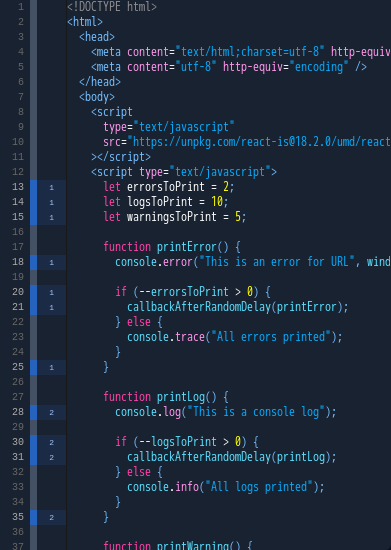 1 <!DOCTYPE html>
2 <html>
3 <head>
4 <meta content="text/html;charset=utf-8" http-equiv
5 <meta content="utf-8" http-equiv="encoding" />
6 </head>
7 <body>
8 <script
9 type="text/javascript"
10 src="https://unpkg.com/react-is@18.2.0/umd/react
11 ></script>
12 <script type="text/javascript">
13 1 let errorsToPrint = 2;
14 1 let logsToPrint = 10;
15 1 let warningsToPrint = 5;
16
17 function printError() {
18 1 console.error("This is an error for URL", wind
19
20 1 if (--errorsToPrint > 0) {
21 1 callbackAfterRandomDelay(printError);
22 } else {
23 console.trace("All errors printed");
24 }
25 1 }
26
27 function printLog() {
28 2 console.log("This is a console log");
29
30 2 if (--logsToPrint > 0) {
31 2 callbackAfterRandomDelay(printLog);
32 } else {
33 console.info("All logs printed");
34 }
35 2 }
36
37 function printWarning() {